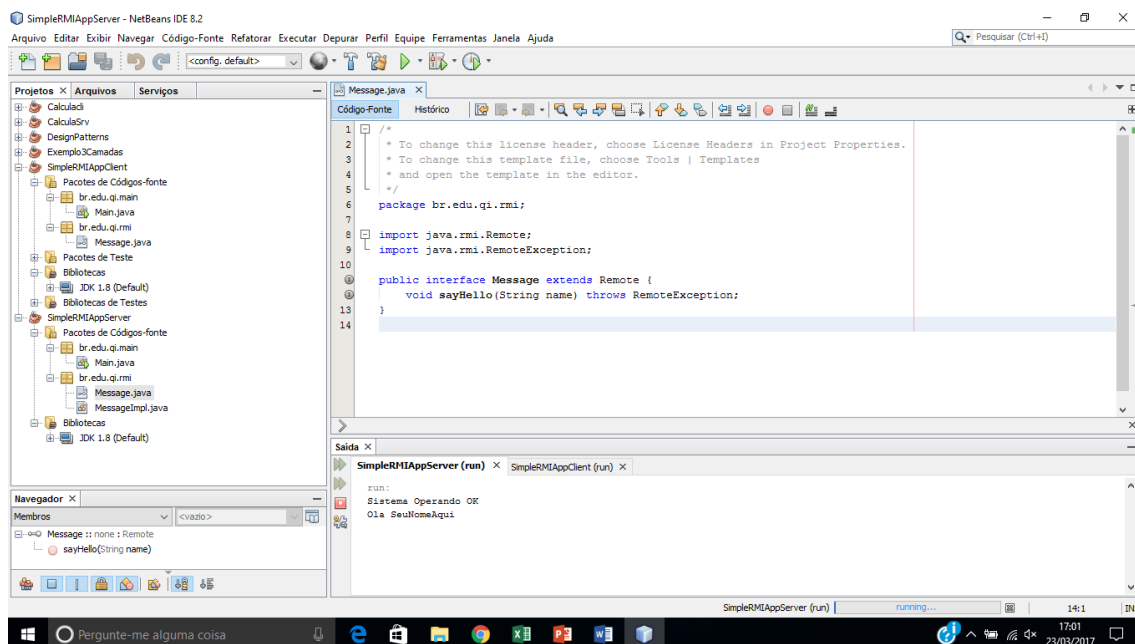 SimpleRMIAppServer - NetBeans IDE 8.2
Arquivo Editar Exibir Navegar Código-Fonte Refatorar Executar Depurar Perfil Equipe Ferramentas Janela Ajuda
Pesquisar (Ctrl+I)
<config. default>
Projetos Arquivos Serviços
Calculadi
CalculaSrv
DesignPatterns
Exemplo3Camadas
SimpleRMIAppClient
Pacotes de Códigos-fonte
br.edu.qi.main
Main.java
br.edu.qi.rmi
Message.java
Pacotes de Teste
Bibliotecas
JDK 1.8 (Default)
Bibliotecas de Testes
SimpleRMIAppServer
Pacotes de Códigos-fonte
br.edu.qi.main
Main.java
br.edu.qi.rmi
Message.java
MessageImpl.java
Bibliotecas
JDK 1.8 (Default)
Navegador
Membros <vazio>
Message :: none : Remote
sayHello(String name)
Message.java
Código-Fonte Histórico
1 /*
2 * To change this license header, choose License Headers in Project Properties.
3 * To change this template file, choose Tools | Templates
4 * and open the template in the editor.
5 */
6 package br.edu.qi.rmi;
7
8 import java.rmi.Remote;
9 import java.rmi.RemoteException;
10
public interface Message extends Remote {
void sayHello(String name) throws RemoteException;
13 }
14
Saída
SimpleRMIAppServer (run) SimpleRMIAppClient (run)
run:
Sistema Operando OK
Ola SeuNomeAqui
SimpleRMIAppServer (run) running... 14:1 IN
Pergunte-me alguma coisa
17:01
23/03/2017